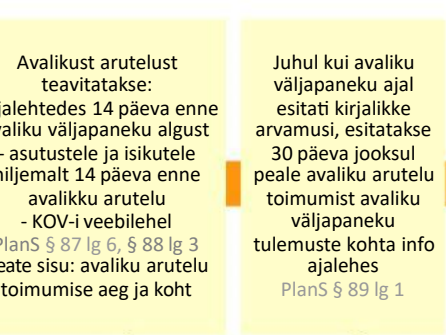 Avalikust arutelust
teavitatakse:
jalehtedes 14 päeva enne
valiku väljapaneku algust
- asutustele ja isikutele
hiljemalt 14 päeva enne
avalikku arutelu
- KOV-i veebilehel
PlanS § 87 lg 6, § 88 lg 3
eate sisu: avaliku arutelu
toimumise aeg ja koht
Juhul kui avaliku
väljapaneku ajal
esitati kirjalikke
arvamusi, esitatakse
30 päeva jooksul
peale avaliku arutelu
toimumist avaliku
väljapaneku
tulemuste kohta info
ajalehes
PlanS § 89 lg 1